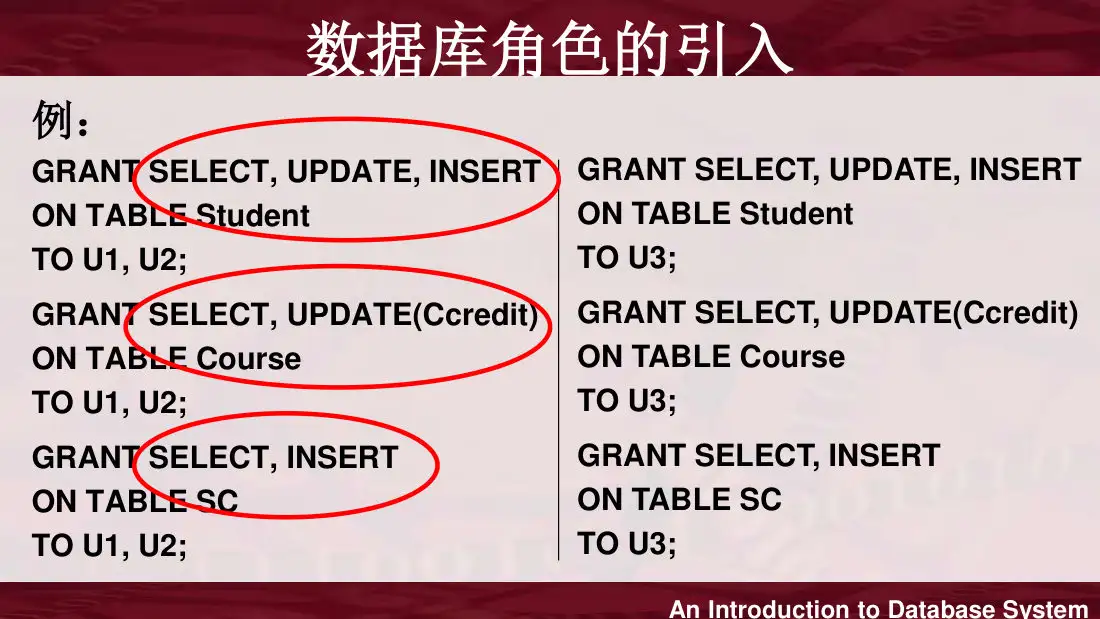 数据库角色的引入
例：
GRANT SELECT, UPDATE, INSERT
ON TABLE Student
TO U1, U2;
GRANT SELECT, UPDATE(Ccredit)
ON TABLE Course
TO U1, U2;
GRANT SELECT, INSERT
ON TABLE SC
TO U1, U2;
GRANT SELECT, UPDATE, INSERT
ON TABLE Student
TO U3;
GRANT SELECT, UPDATE(Ccredit)
ON TABLE Course
TO U3;
GRANT SELECT, INSERT
ON TABLE SC
TO U3;
An Introduction to Database System